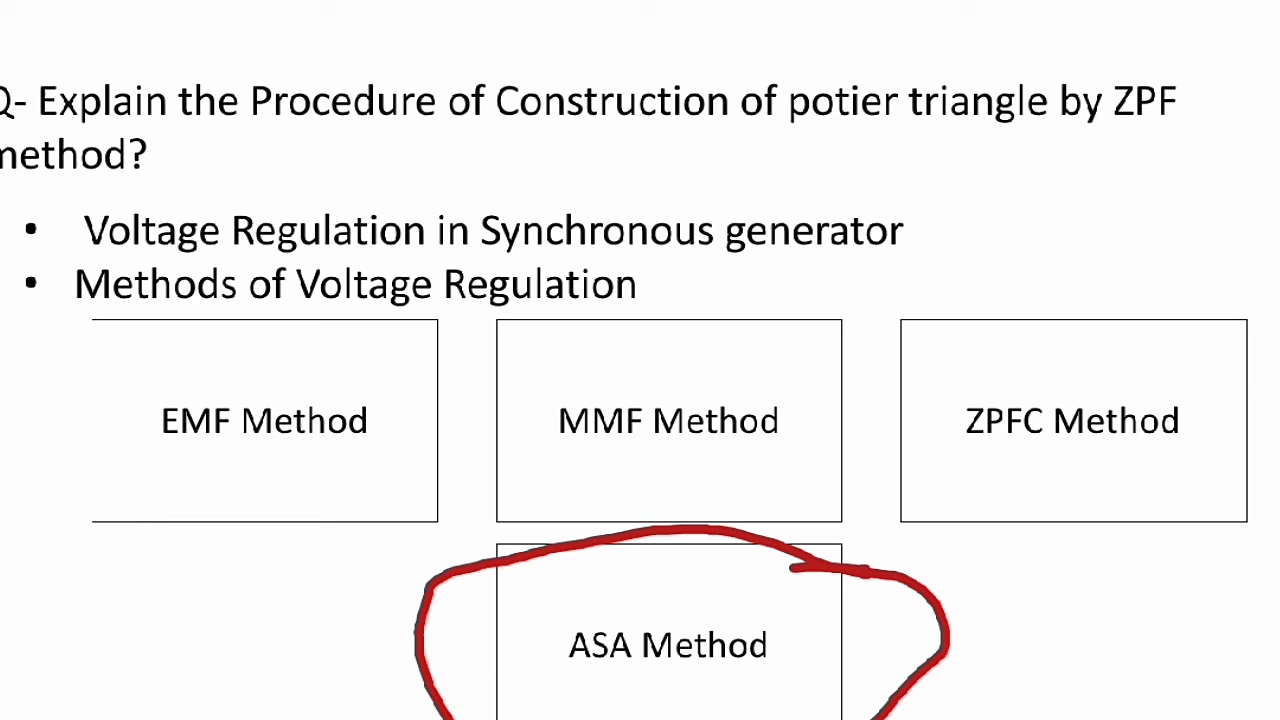 Q- Explain the Procedure of Construction of potier triangle by ZPF
method?
• Voltage Regulation in Synchronous generator
• Methods of Voltage Regulation
EMF Method
MMF Method
ZPFC Method
ASA Method